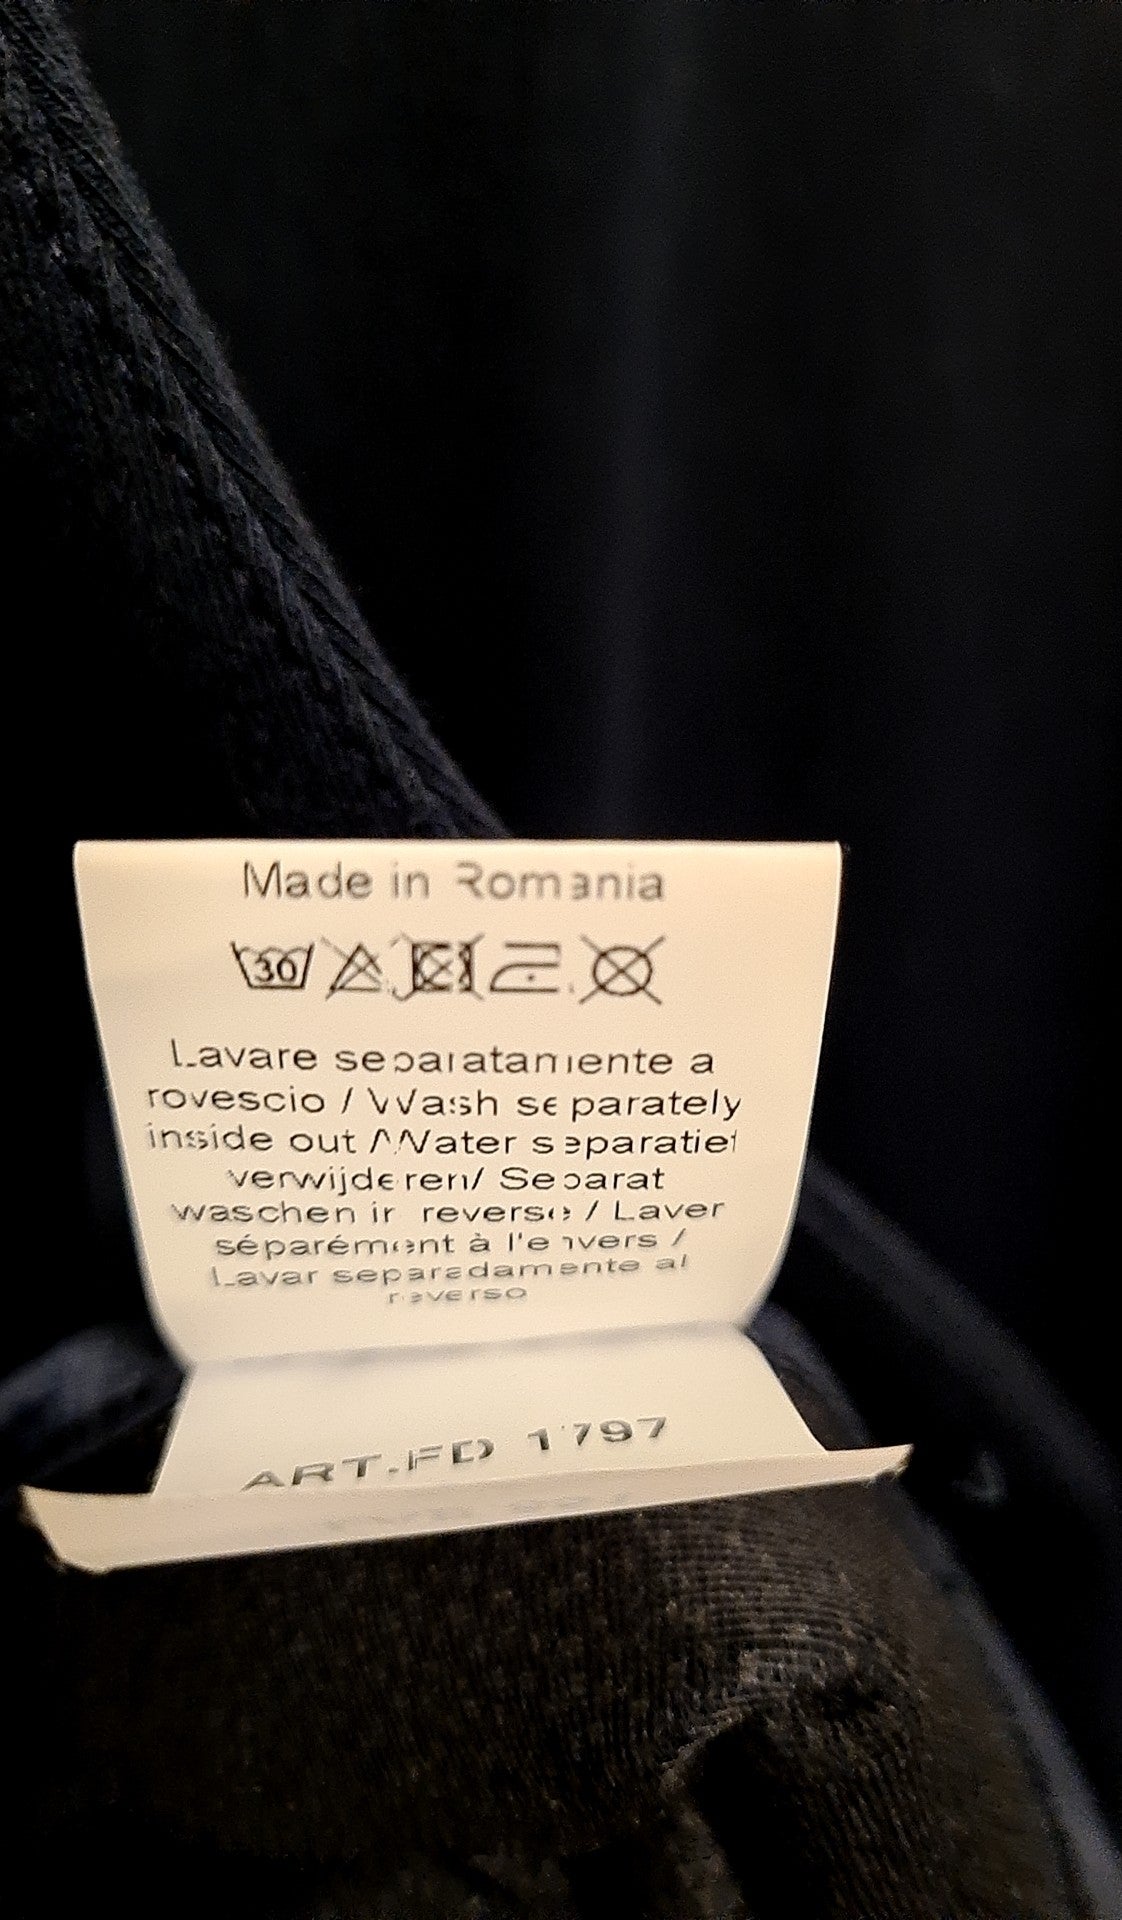 Made in Romania
30
Lavare separatamente a
rovescio / Wash separately
inside out / Water separatief
verwijderen/ Separat
waschen in reverse / Laver
séparément à l'envers /
Lavar separadamente al
reverso
ART.FD 1797